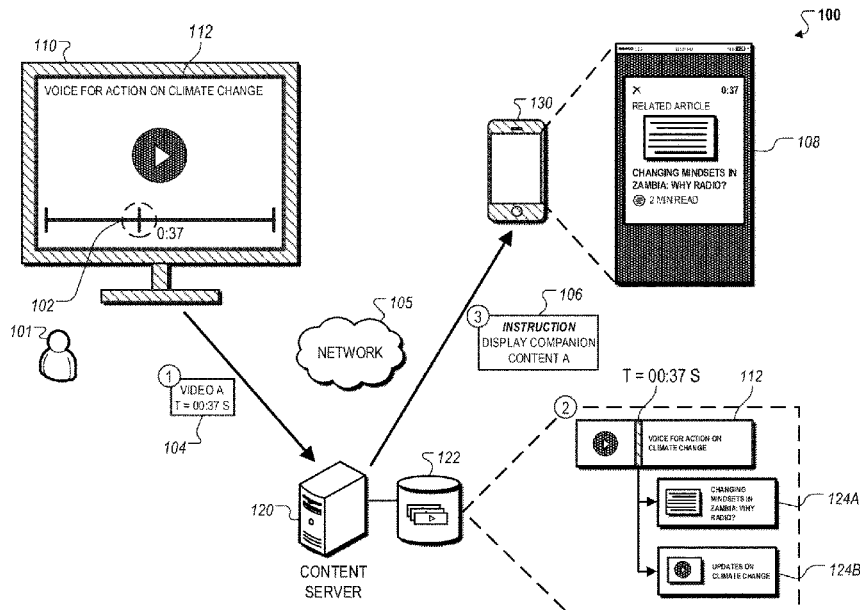 100
110
112
VOICE FOR ACTION ON CLIMATE CHANGE
0:37
102
101
130
0:37
RELATED ARTICLE
CHANGING MINDSETS IN
ZAMBIA: WHY RADIO?
2 MIN READ
108
105
NETWORK
106
3
INSTRUCTION
DISPLAY COMPANION
CONTENT A
1
VIDEO A
T = 00:37 S
104
120
CONTENT
SERVER
122
2
T = 00:37 S
112
VOICE FOR ACTION ON
CLIMATE CHANGE
CHANGING
MINDSETS IN
ZAMBIA: WHY
RADIO?
124A
UPDATES ON
CLIMATE CHANGE
124B